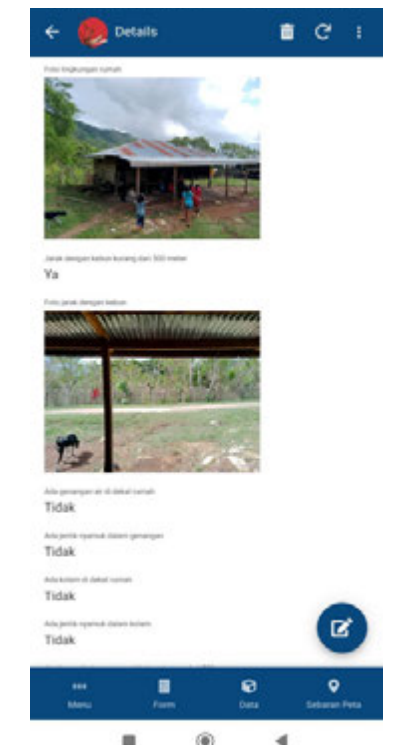 Details
Foto lingkungan rumah
Jarak dengan kebun kurang dari 500 meter
Ya
Foto jarak dengan kebun
Ada genangan air di dekat rumah
Tidak
Ada jentik nyamuk dalam genangan
Tidak
Ada kolam di dekat rumah
Tidak
Ada jentik nyamuk dalam kolam
Tidak
Menu
Form
Data
Sebaran Peta